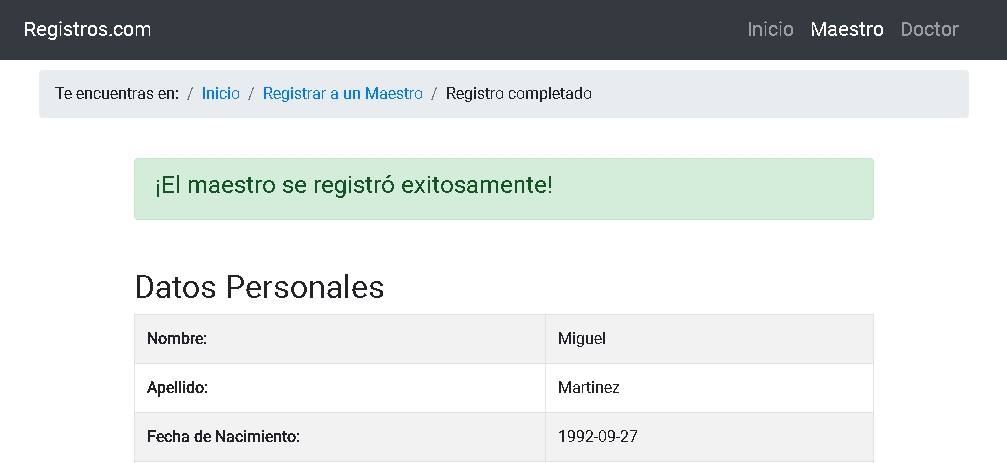 Registros.com Inicio Maestro Doctor
Te encuentras en: / Inicio / Registrar a un Maestro / Registro completado
¡El maestro se registró exitosamente!
Datos Personales
Nombre: Miguel
Apellido: Martinez
Fecha de Nacimiento: 1992-09-27